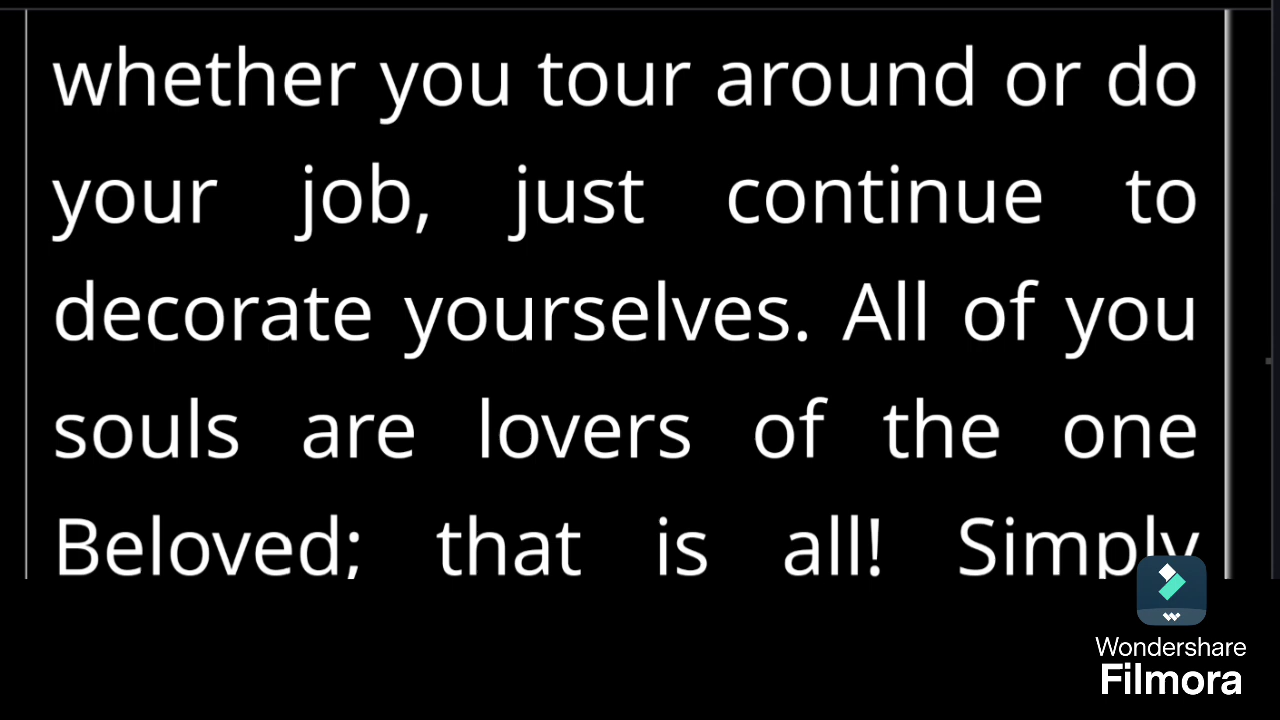 whether you tour around or do
your job, just continue to
decorate yourselves. All of you
souls are lovers of the one
Beloved; that is all! Simply
Wondershare
Filmora